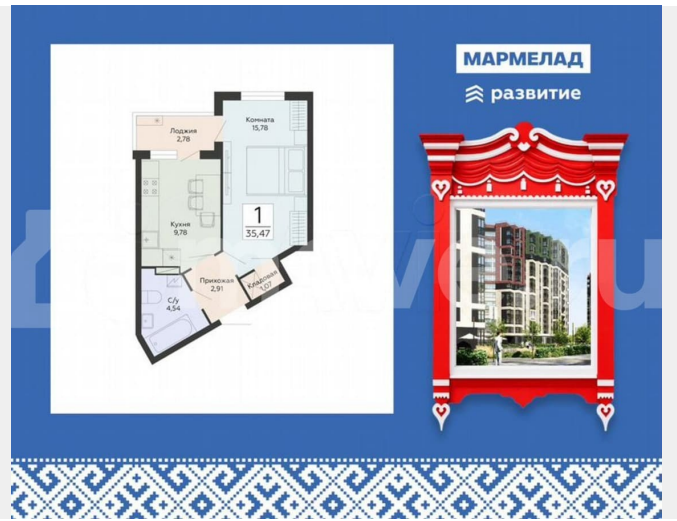 МАРМЕЛАД
развитие
Лоджия
2,78
Комната
15,78
Кухня
9,78
1
35,47
Прихожая
2,91
Кладовая
1,07
С/у
4,54